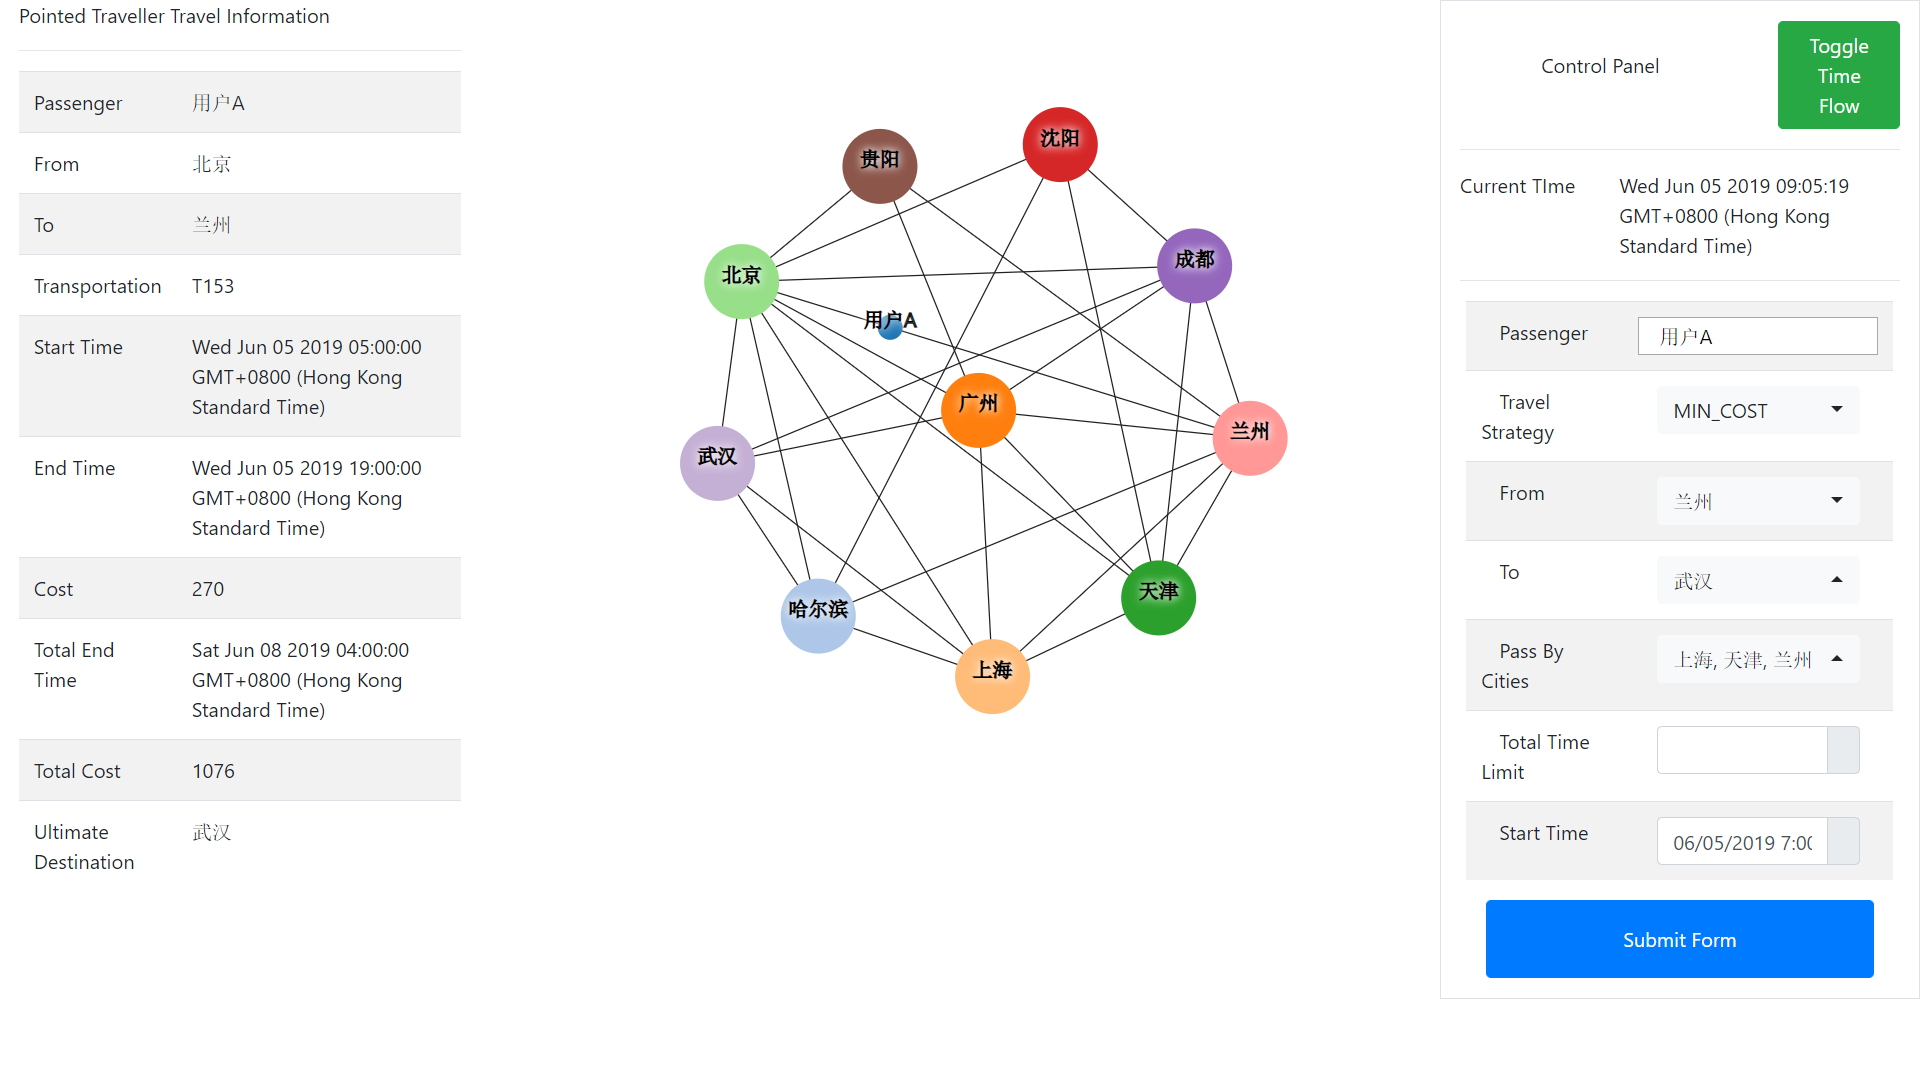 Pointed Traveller Travel Information
Passenger 用户A
From 北京
To 兰州
Transportation T153
Start Time Wed Jun 05 2019 05:00:00
GMT+0800 (Hong Kong
Standard Time)
End Time Wed Jun 05 2019 19:00:00
GMT+0800 (Hong Kong
Standard Time)
Cost 270
Total End Sat Jun 08 2019 04:00:00
Time GMT+0800 (Hong Kong
Standard Time)
Total Cost 1076
Ultimate 武汉
Destination
沈阳
贵阳
成都
北京
用户A
广州
兰州
武汉
天津
哈尔滨
上海
Control Panel
Toggle
Time
Flow
Current TIme Wed Jun 05 2019 09:05:19
GMT+0800 (Hong Kong
Standard Time)
Passenger 用户A
Travel MIN_COST
Strategy
From 兰州
To 武汉
Pass By 上海, 天津, 兰州
Cities
Total Time
Limit
Start Time 06/05/2019 7:00
Submit Form